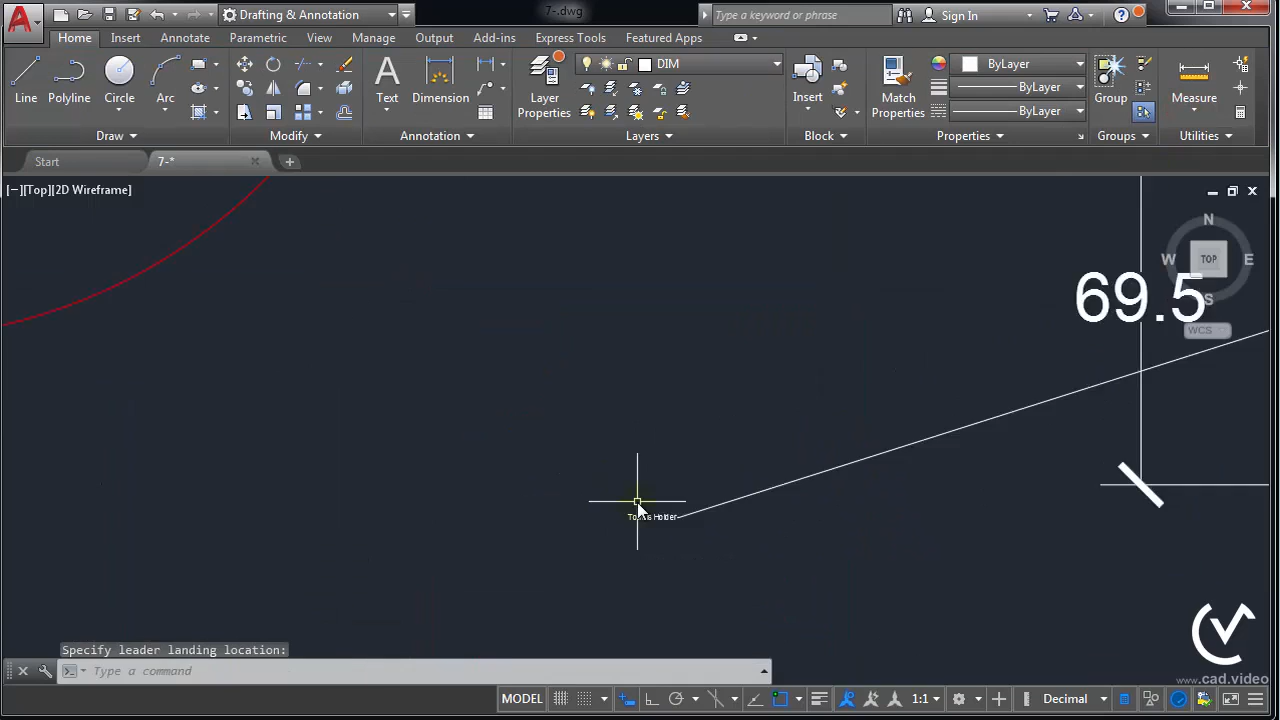 Drafting & Annotation
7-.dwg
Type a keyword or phrase
Sign In
Home Insert Annotate Parametric View Manage Output Add-ins Express Tools Featured Apps
Line Polyline Circle Arc
Text Dimension
Layer Properties
DIM
Insert
Match Properties
ByLayer
ByLayer
ByLayer
Group
Measure
Draw Modify Annotation Layers Block Properties Groups Utilities
Start 7-*
[−][Top][2D Wireframe]
N
W TOP E
S
WCS
69.5
Holder
Specify leader landing location:
Type a command
www.cad.video
MODEL 1:1 Decimal